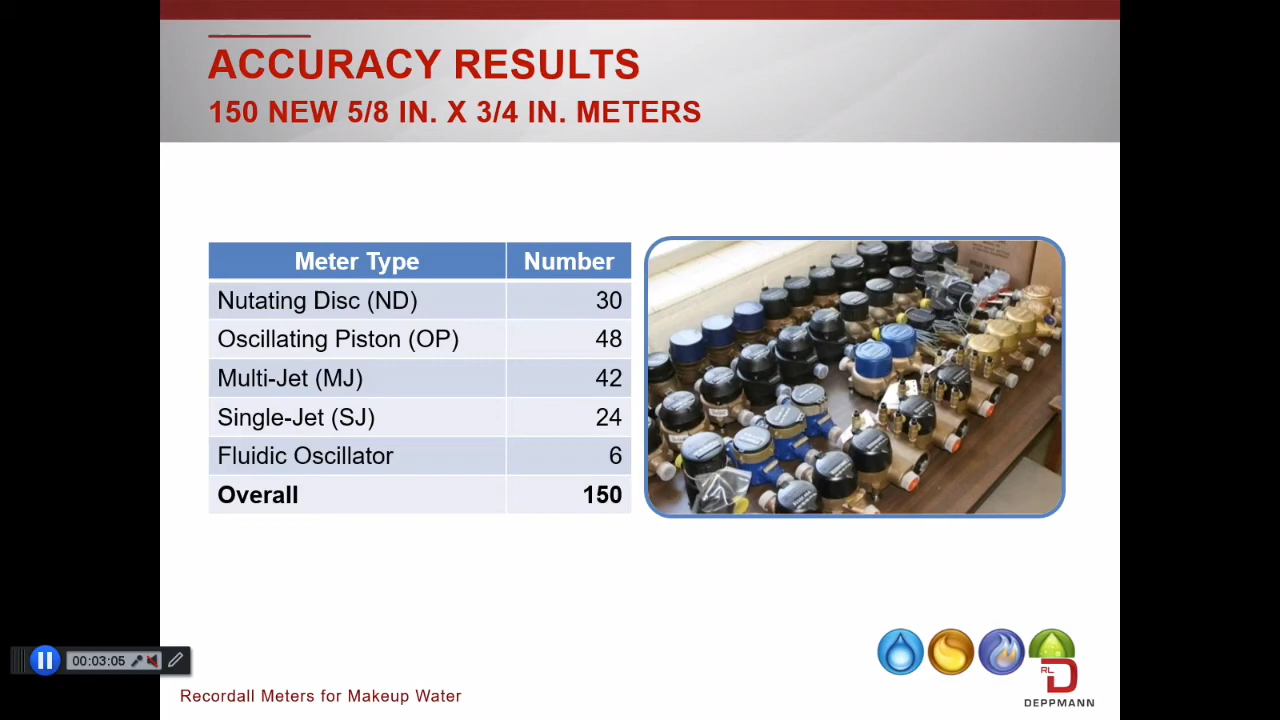 ACCURACY RESULTS
150 NEW 5/8 IN. X 3/4 IN. METERS
Meter Type Number
Nutating Disc (ND) 30
Oscillating Piston (OP) 48
Multi-Jet (MJ) 42
Single-Jet (SJ) 24
Fluidic Oscillator 6
Overall 150
00:03:05
RL
DEPPMANN
Recordall Meters for Makeup Water